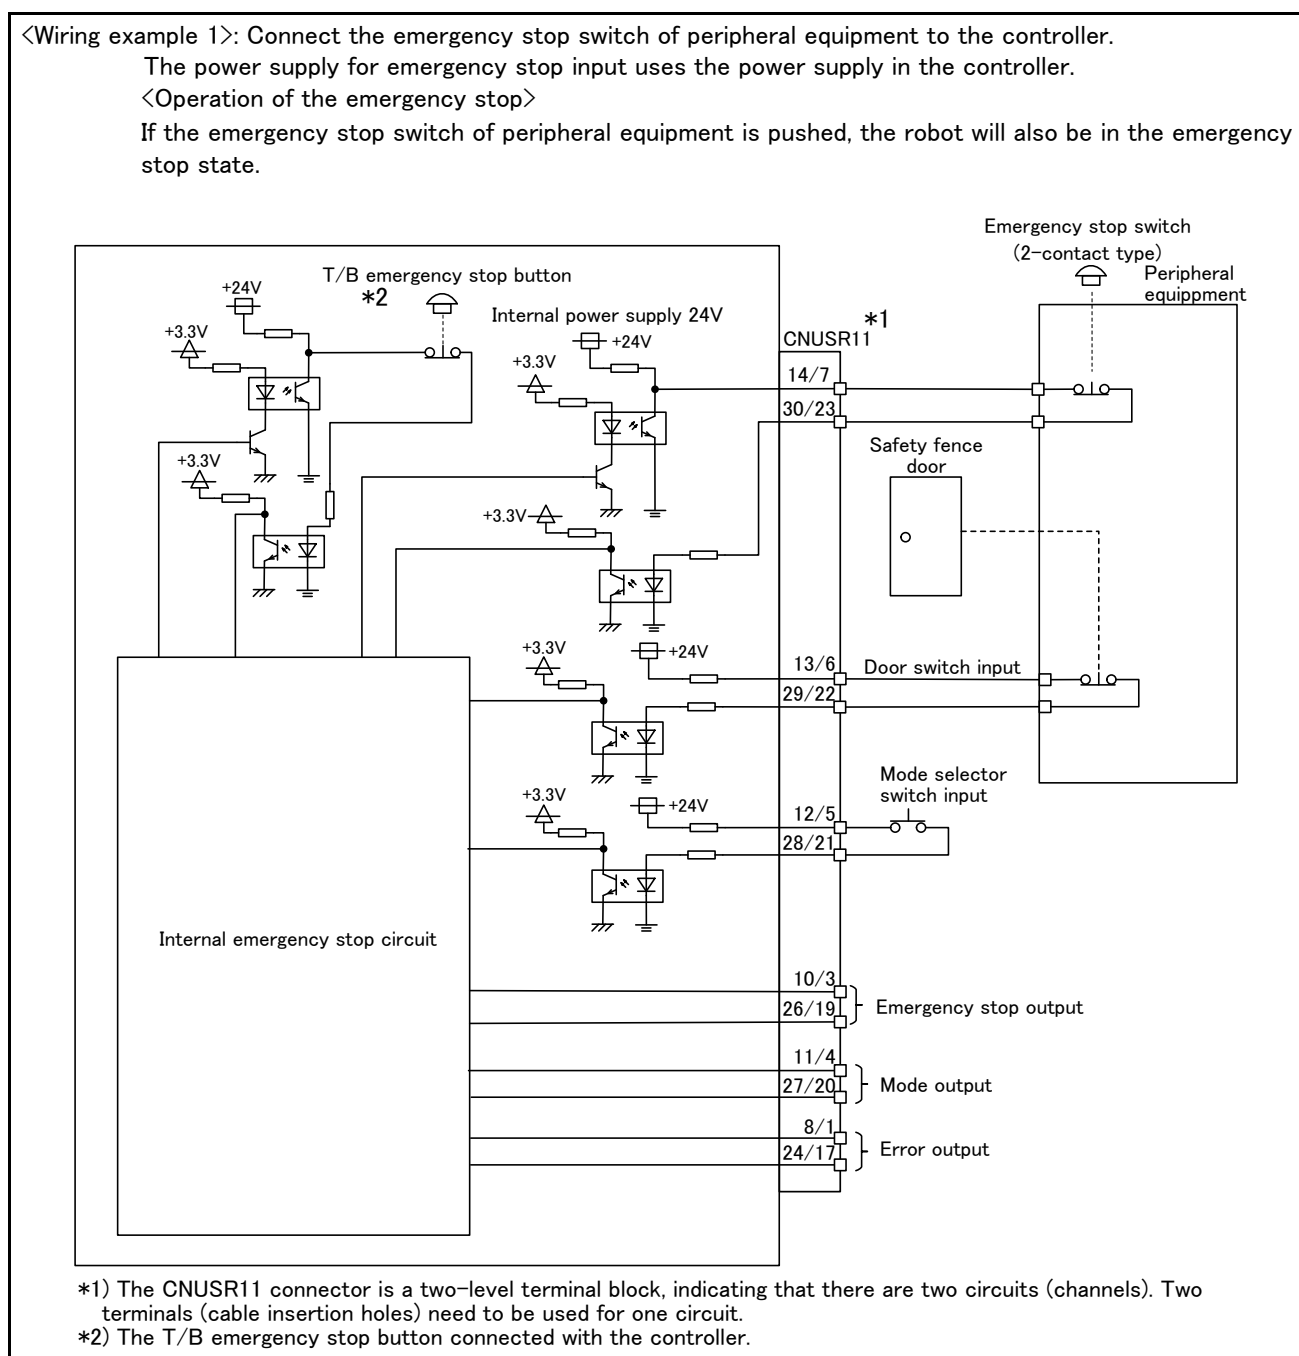 <Wiring example 1>: Connect the emergency stop switch of peripheral equipment to the controller.
The power supply for emergency stop input uses the power supply in the controller.
<Operation of the emergency stop>
If the emergency stop switch of peripheral equipment is pushed, the robot will also be in the emergency
stop state.
Emergency stop switch
(2-contact type)
Peripheral
equippment
T/B emergency stop button
*2
+24V
+3.3V
Internal power supply 24V
+24V
+3.3V
*1
CNUSR11
14/7
30/23
Safety fence
door
+3.3V
+3.3V
+3.3V
+24V
13/6
Door switch input
29/22
Mode selector
switch input
+3.3V
+24V
12/5
28/21
Internal emergency stop circuit
10/3
26/19
Emergency stop output
11/4
27/20
Mode output
8/1
24/17
Error output
*1) The CNUSR11 connector is a two-level terminal block, indicating that there are two circuits (channels). Two
terminals (cable insertion holes) need to be used for one circuit.
*2) The T/B emergency stop button connected with the controller.